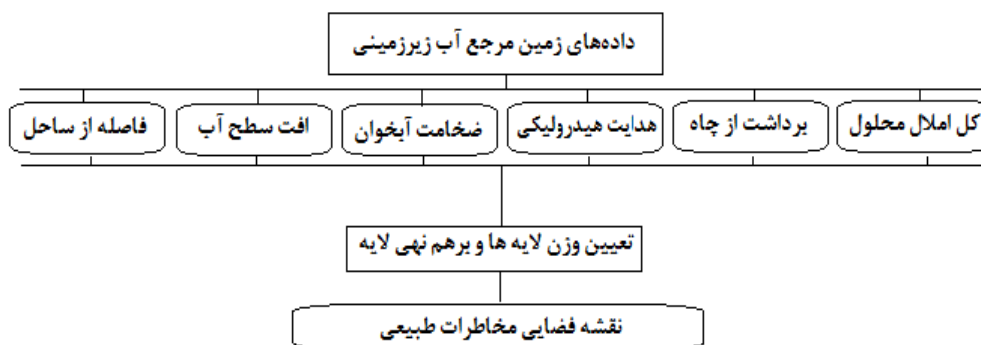 داده‌های زمین مرجع آب زیرزمینی
کل املال محلول
برداشت از چاه
هدایت هیدرولیکی
ضخامت آبخوان
افت سطح آب
فاصله از ساحل
تعیین وزن لایه ها و برهم نهی لایه
نقشه فضایی مخاطرات طبیعی